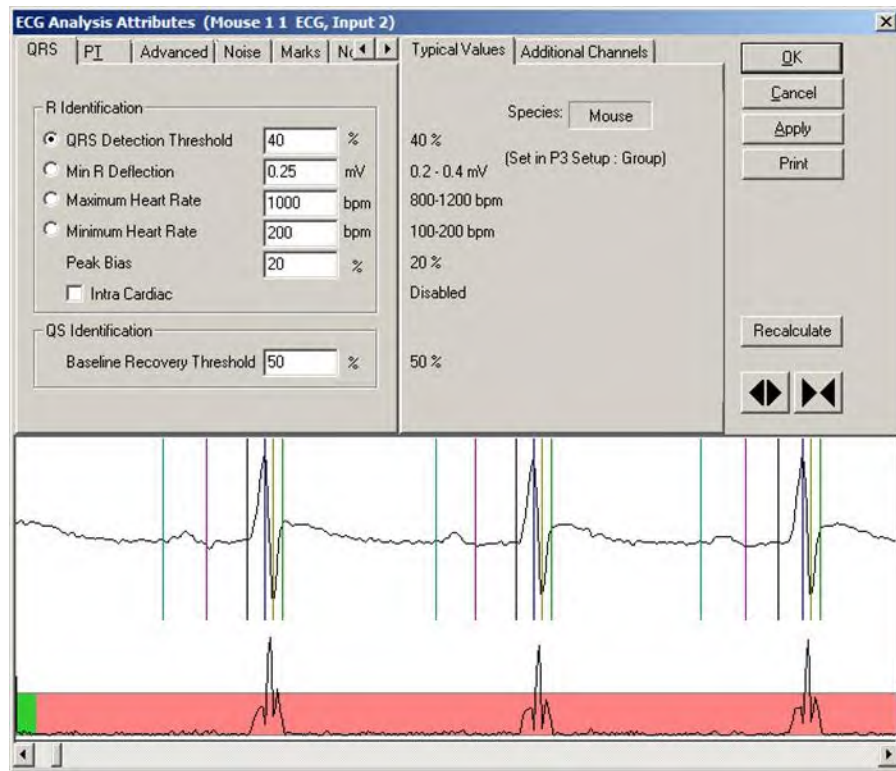 ECG Analysis Attributes (Mouse 1 1 ECG, Input 2)
QRS PI Advanced Noise Marks
Typical Values Additional Channels
R Identification
QRS Detection Threshold 40 %
Min R Deflection 0.25 mV
Maximum Heart Rate 1000 bpm
Minimum Heart Rate 200 bpm
Peak Bias 20 %
Intra Cardiac
QS Identification
Baseline Recovery Threshold 50 %
Species: Mouse
40 %
(Set in P3 Setup : Group)
0.2 - 0.4 mV
800-1200 bpm
100-200 bpm
20 %
Disabled
50 %
OK
Cancel
Apply
Print
Recalculate